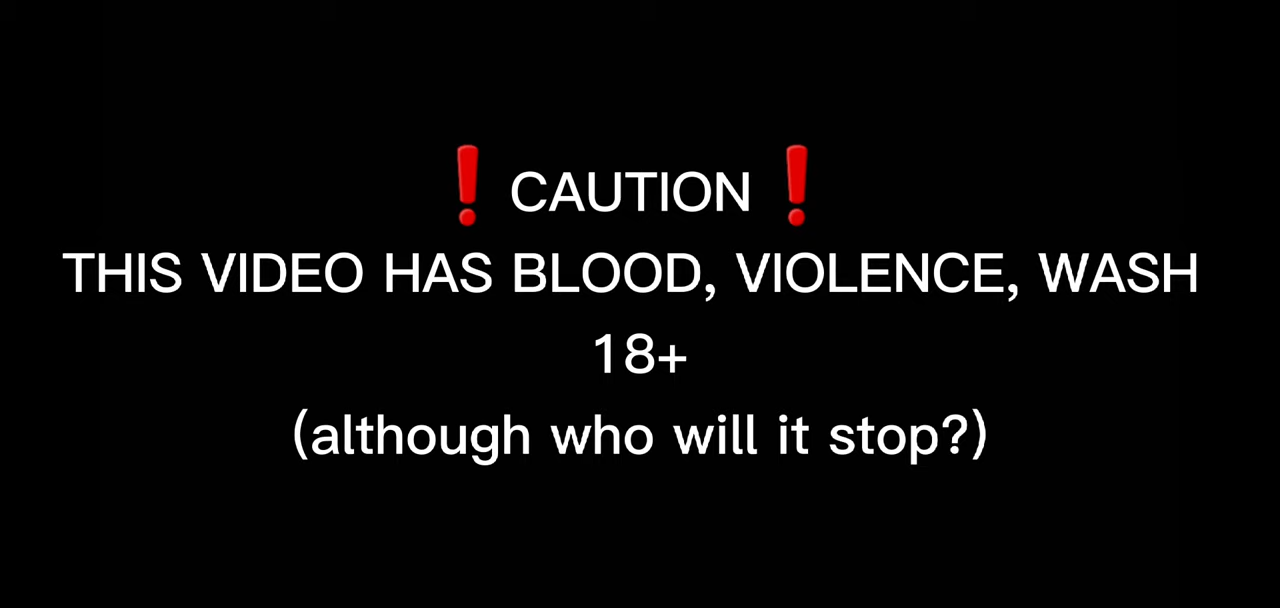 ❗CAUTION❗
THIS VIDEO HAS BLOOD, VIOLENCE, WASH
18+
(although who will it stop?)